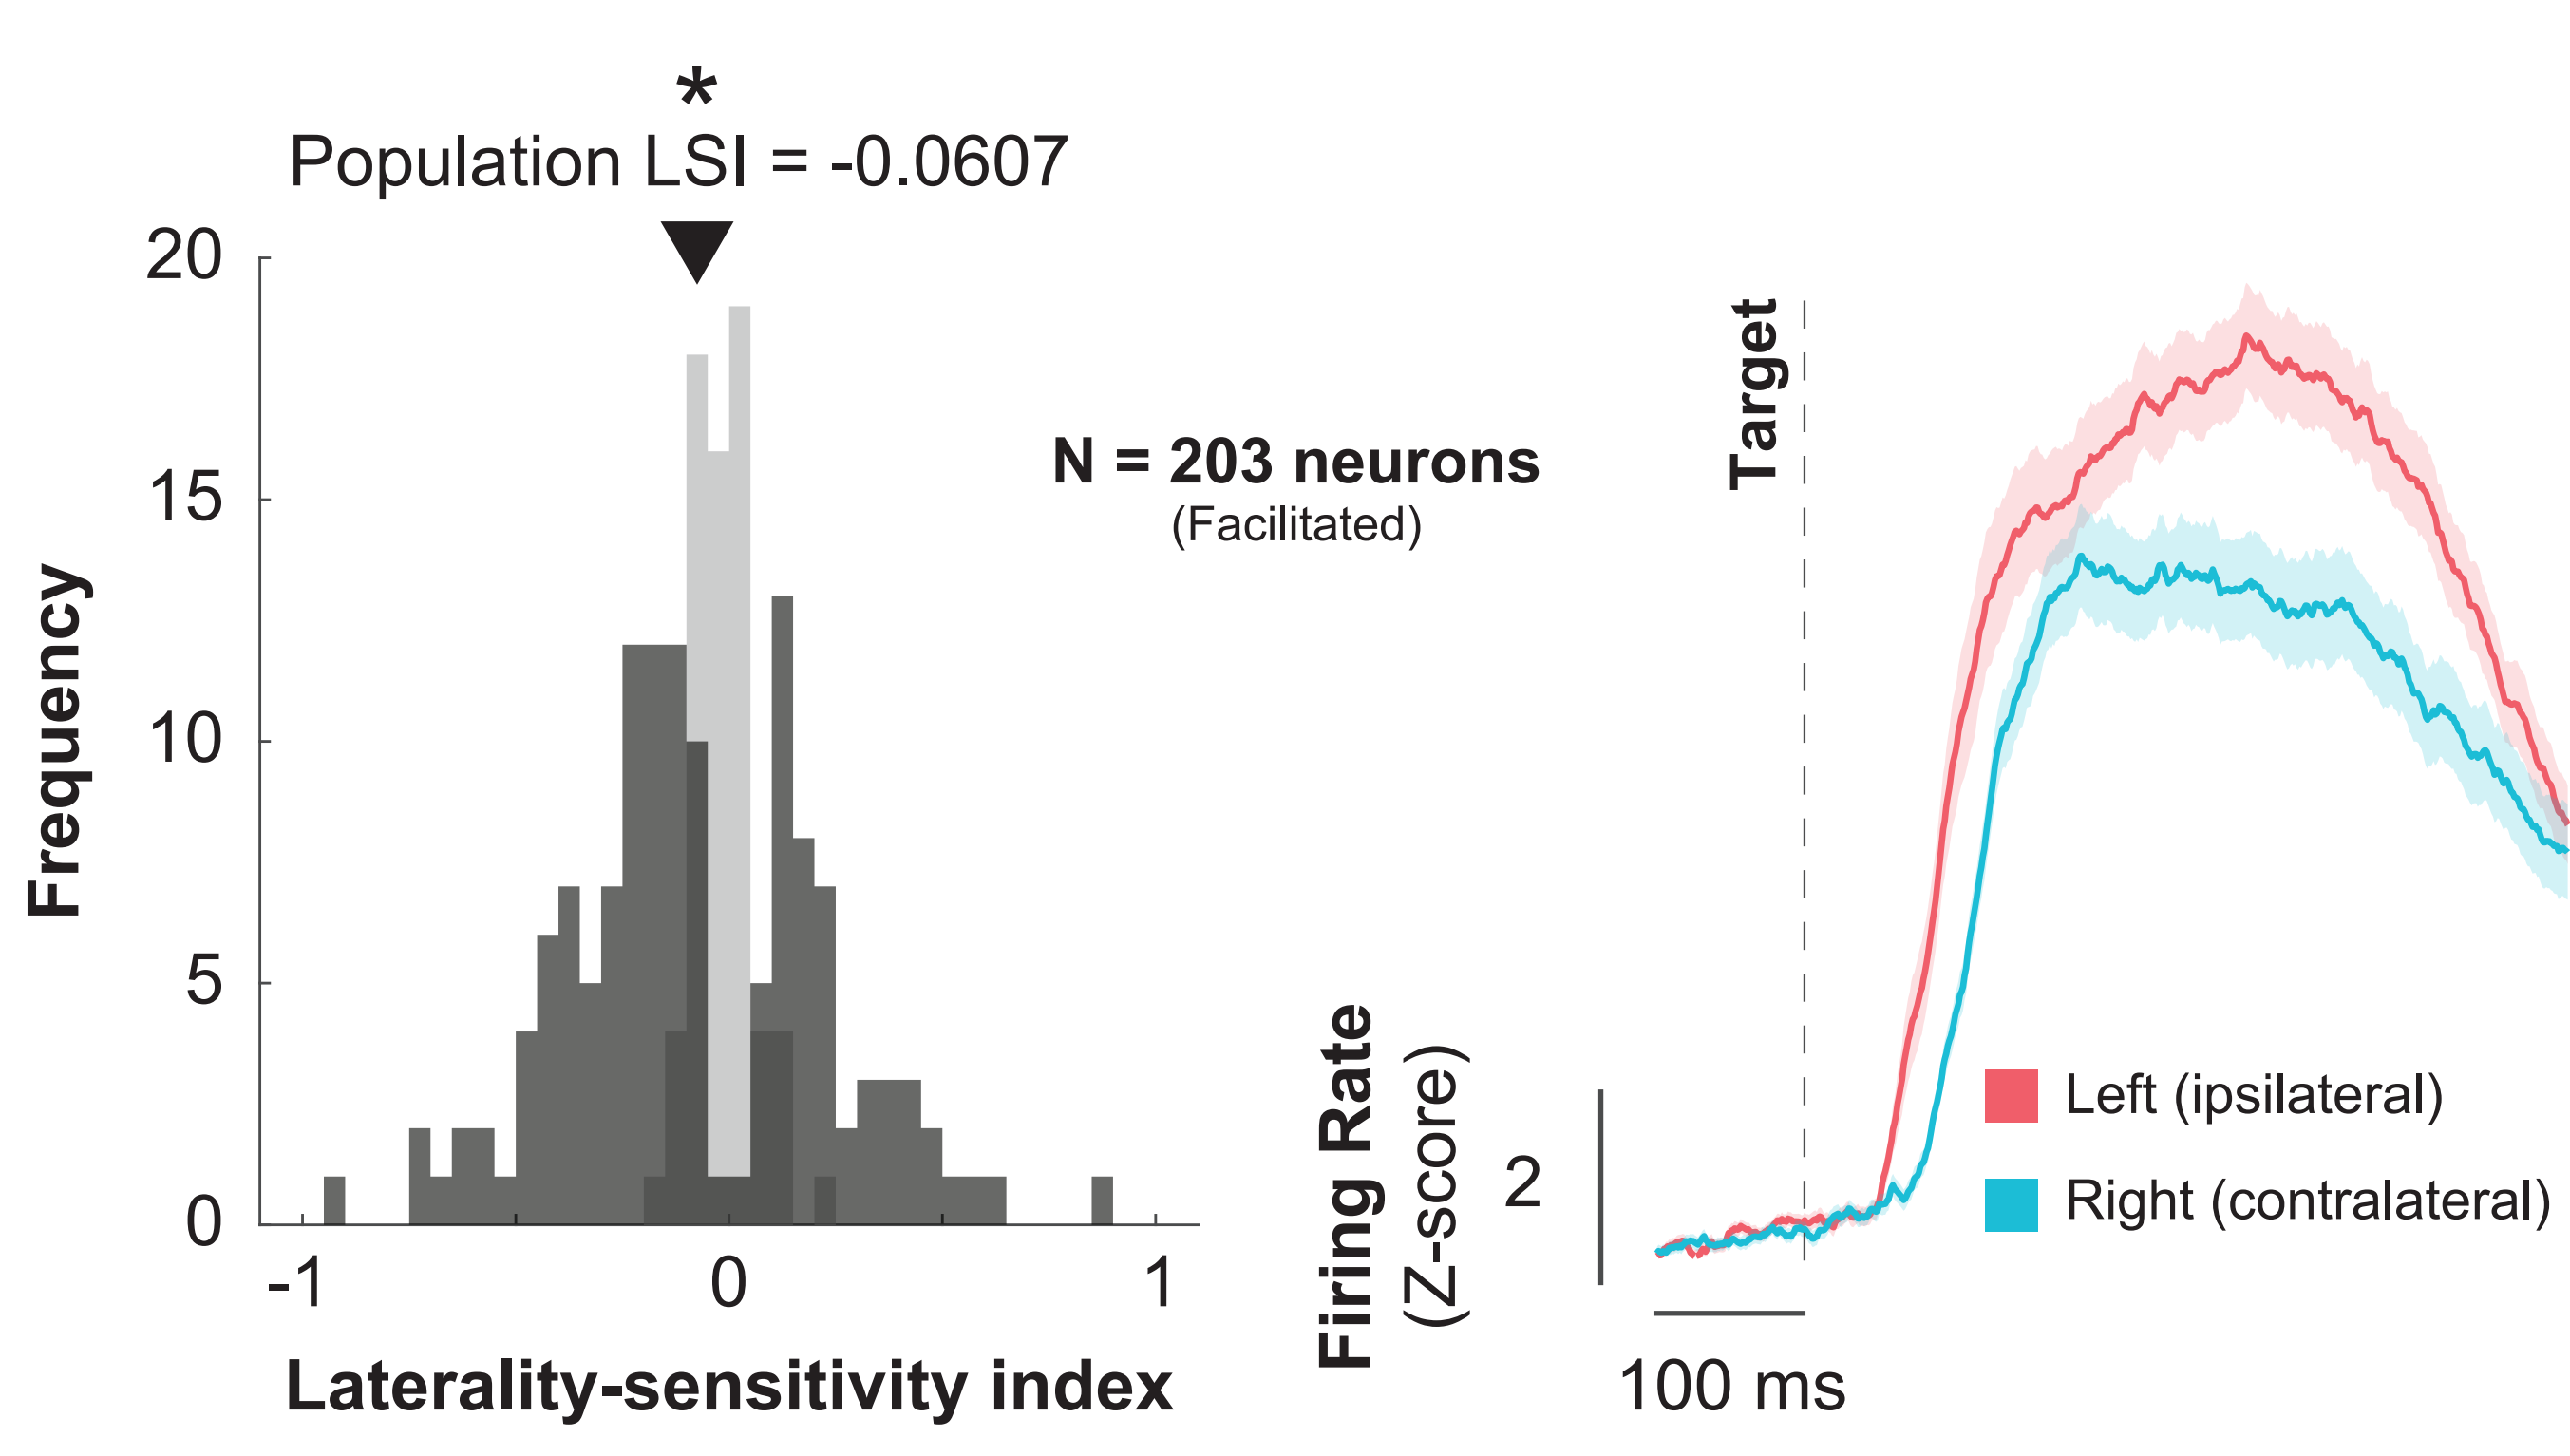 *
Population LSI = -0.0607
20
15
10
5
0
Frequency
-1
0
1
Laterality-sensitivity index
N = 203 neurons
(Facilitated)
Target
Firing Rate
(Z-score)
2
100 ms
Left (ipsilateral)
Right (contralateral)